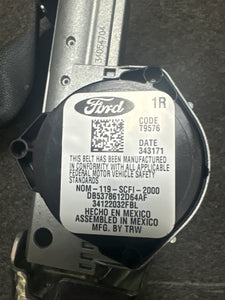 34054704
Ford
1R
CODE
T9576
DATE
343171
THIS BELT HAS BEEN MANUFACTURED
IN CONFORMITY WITH ALL APPLICABLE
FEDERAL MOTOR VEHICLE SAFETY
STANDARDS
NOM-119-SCFI-2000
DB5378612D64AF
34122032FBL
HECHO EN MEXICO
ASSEMBLED IN MEXICO
MFG. BY TRW